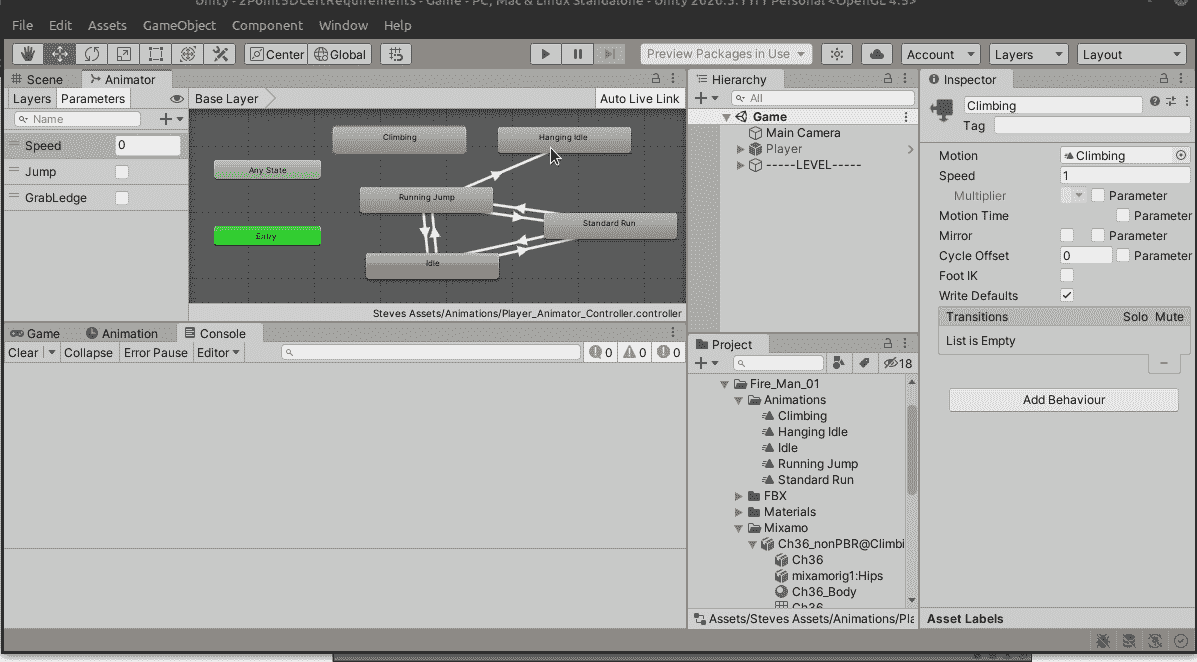 Unity - 2Point5DCertRequirements - Game - PC, Mac & Linux Standalone - Unity 2020.3. Personal <OpenGL 4.5>
File Edit Assets GameObject Component Window Help
Center Global Preview Packages in Use Account Layers Layout
Scene Animator
Layers Parameters
Base Layer Auto Live Link
Name
Speed 0
Jump
GrabLedge
Climbing
Hanging Idle
Any State
Running Jump
Standard Run
Entry
Idle
Steves Assets/Animations/Player_Animator_Controller.controller
Game Animation Console
Clear Collapse Error Pause Editor 0 0 0
Hierarchy
All
Game
Main Camera
Player
-----LEVEL-----
Project
18
Fire_Man_01
Animations
Climbing
Hanging Idle
Idle
Running Jump
Standard Run
FBX
Materials
Mixamo
Ch36_nonPBR@Climbi
Ch36
mixamorig1:Hips
Ch36_Body
Ch36
Assets/Steves Assets/Animations/Pla
Inspector
Climbing
Tag
Motion Climbing
Speed 1
Multiplier Parameter
Motion Time Parameter
Mirror Parameter
Cycle Offset 0 Parameter
Foot IK
Write Defaults
Transitions Solo Mute
List is Empty
Add Behaviour
Asset Labels